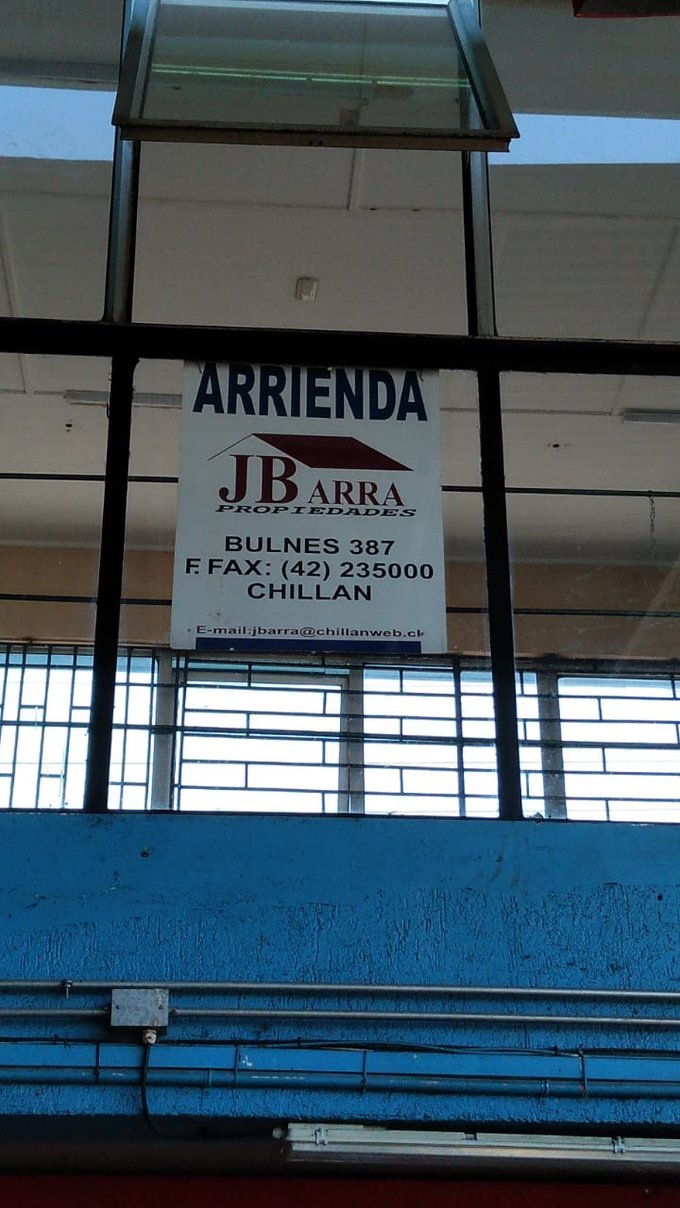 ARRIENDA
JBARRA
PROPIEDADES
BULNES 387
F. FAX: (42) 235000
CHILLAN
E-mail:jbarra@chillanweb.cl